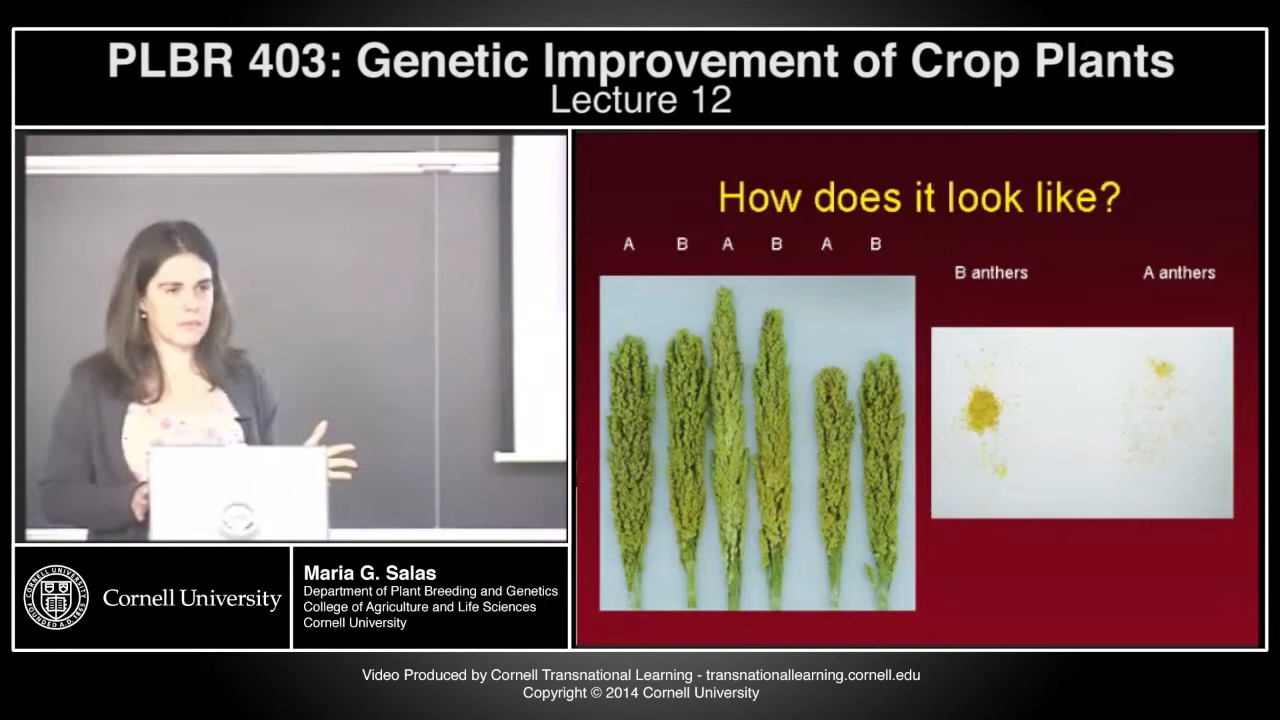 PLBR 403: Genetic Improvement of Crop Plants
Lecture 12
How does it look like?
A B A B A B
B anthers A anthers
Cornell University
Maria G. Salas
Department of Plant Breeding and Genetics
College of Agriculture and Life Sciences
Cornell University
Video Produced by Cornell Transnational Learning - transnationallearning.cornell.edu
Copyright © 2014 Cornell University